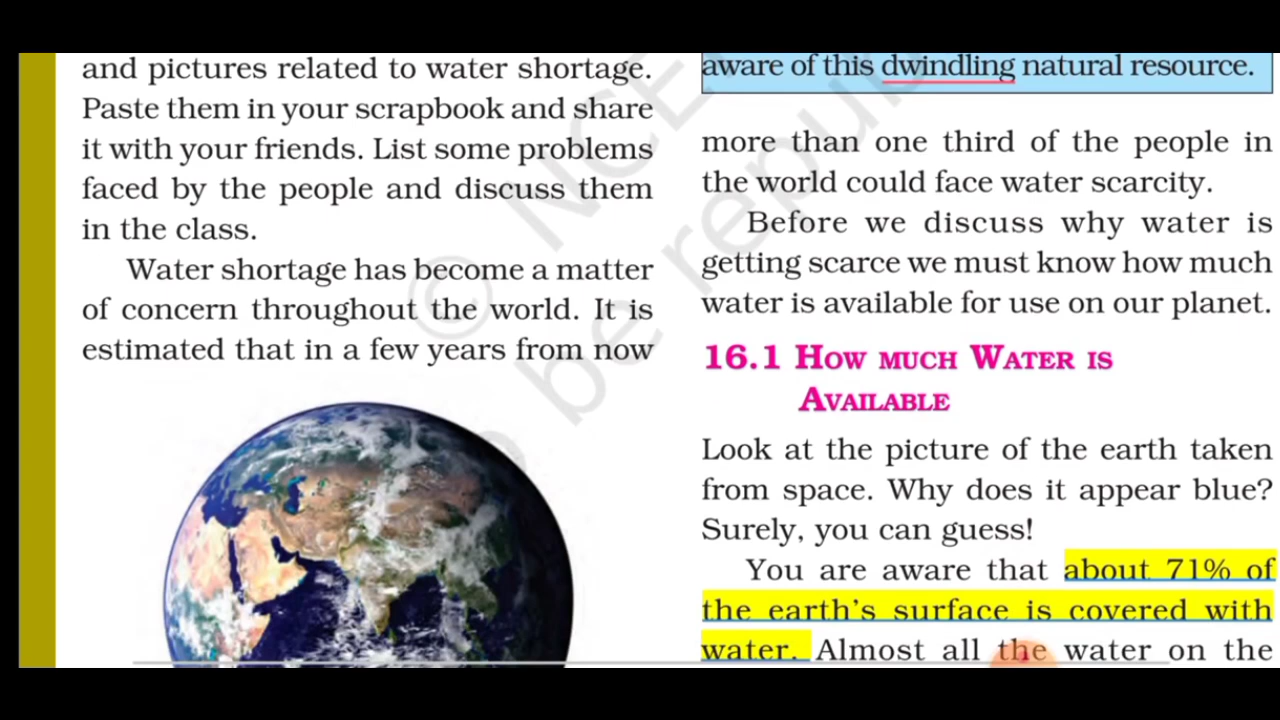 and pictures related to water shortage.
Paste them in your scrapbook and share
it with your friends. List some problems
faced by the people and discuss them
in the class.
Water shortage has become a matter
of concern throughout the world. It is
estimated that in a few years from now
aware of this dwindling natural resource.
more than one third of the people in
the world could face water scarcity.
Before we discuss why water is
getting scarce we must know how much
water is available for use on our planet.
16.1 How much Water is
Available
Look at the picture of the earth taken
from space. Why does it appear blue?
Surely, you can guess!
You are aware that about 71% of
the earth's surface is covered with
water. Almost all the water on the